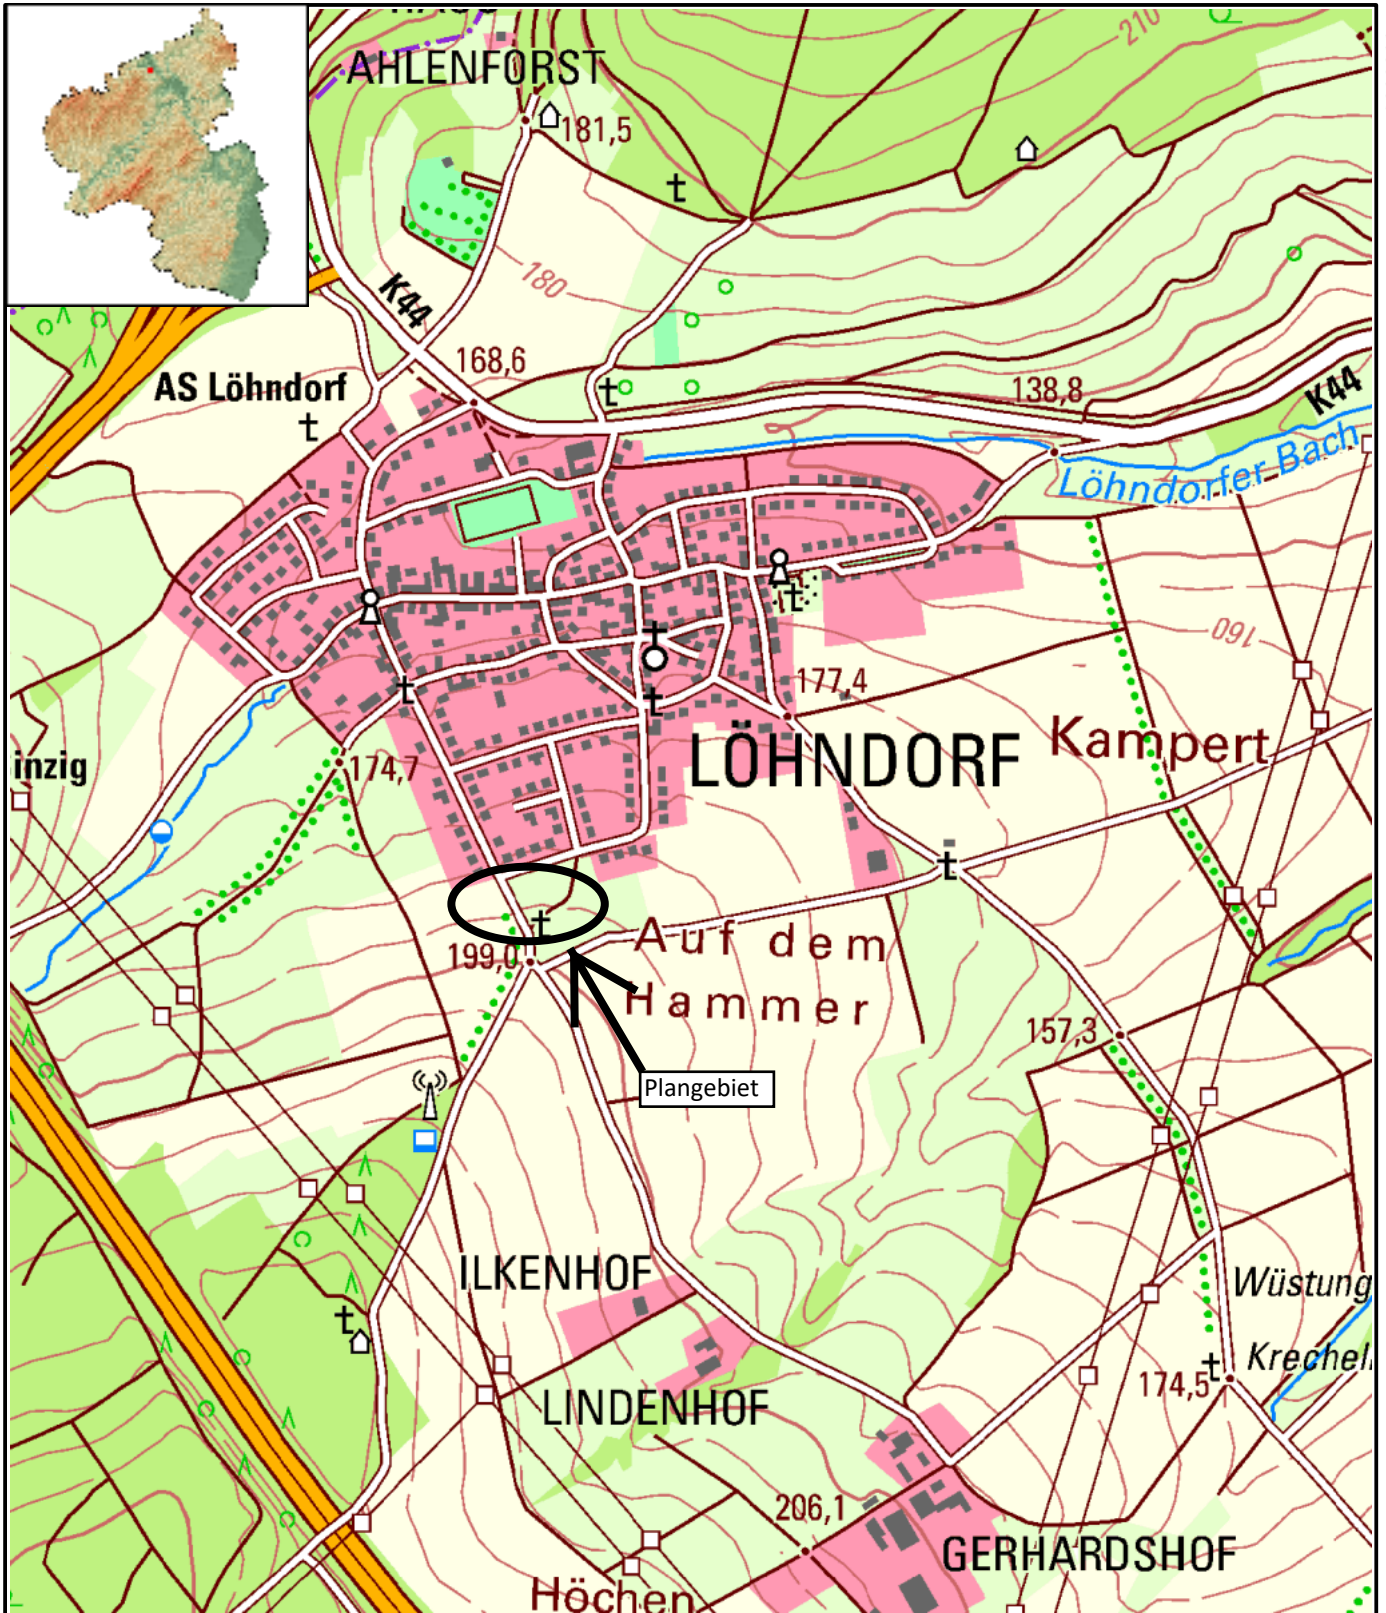 AHLENFORST
210
181,5
180
K44
168,6
AS Löhndorf
138,8
K44
Löhndorfer Bach
160
177,4
Kampert
LÖHNDORF
inzig
174,7
Auf dem
199,0
Hammer
157,3
Plangebiet
ILKENHOF
Wüstung
Krechel
174,5
LINDENHOF
206,1
GERHARDSHOF
Höchen